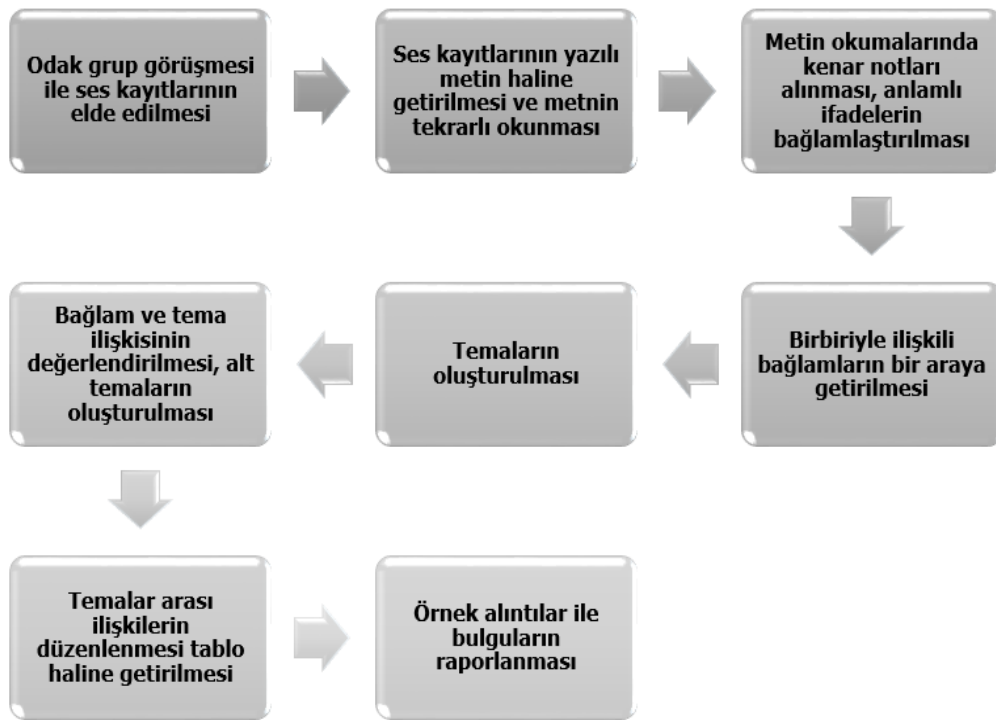 Odak grup görüşmesi
ile ses kayıtlarının
elde edilmesi
Ses kayıtlarının yazılı
metin haline
getirilmesi ve metnin
tekrarlı okunması
Metin okumalarında
kenar notları
alınması, anlamlı
ifadelerin
bağlamlaştırılması
Birbiriyle ilişkili
bağlamların bir araya
getirilmesi
Temaların
oluşturulması
Bağlam ve tema
ilişkisinin
değerlendirilmesi, alt
temaların
oluşturulması
Temalar arası
ilişkilerin
düzenlenmesi tablo
haline getirilmesi
Örnek alıntılar ile
bulguların
raporlanması